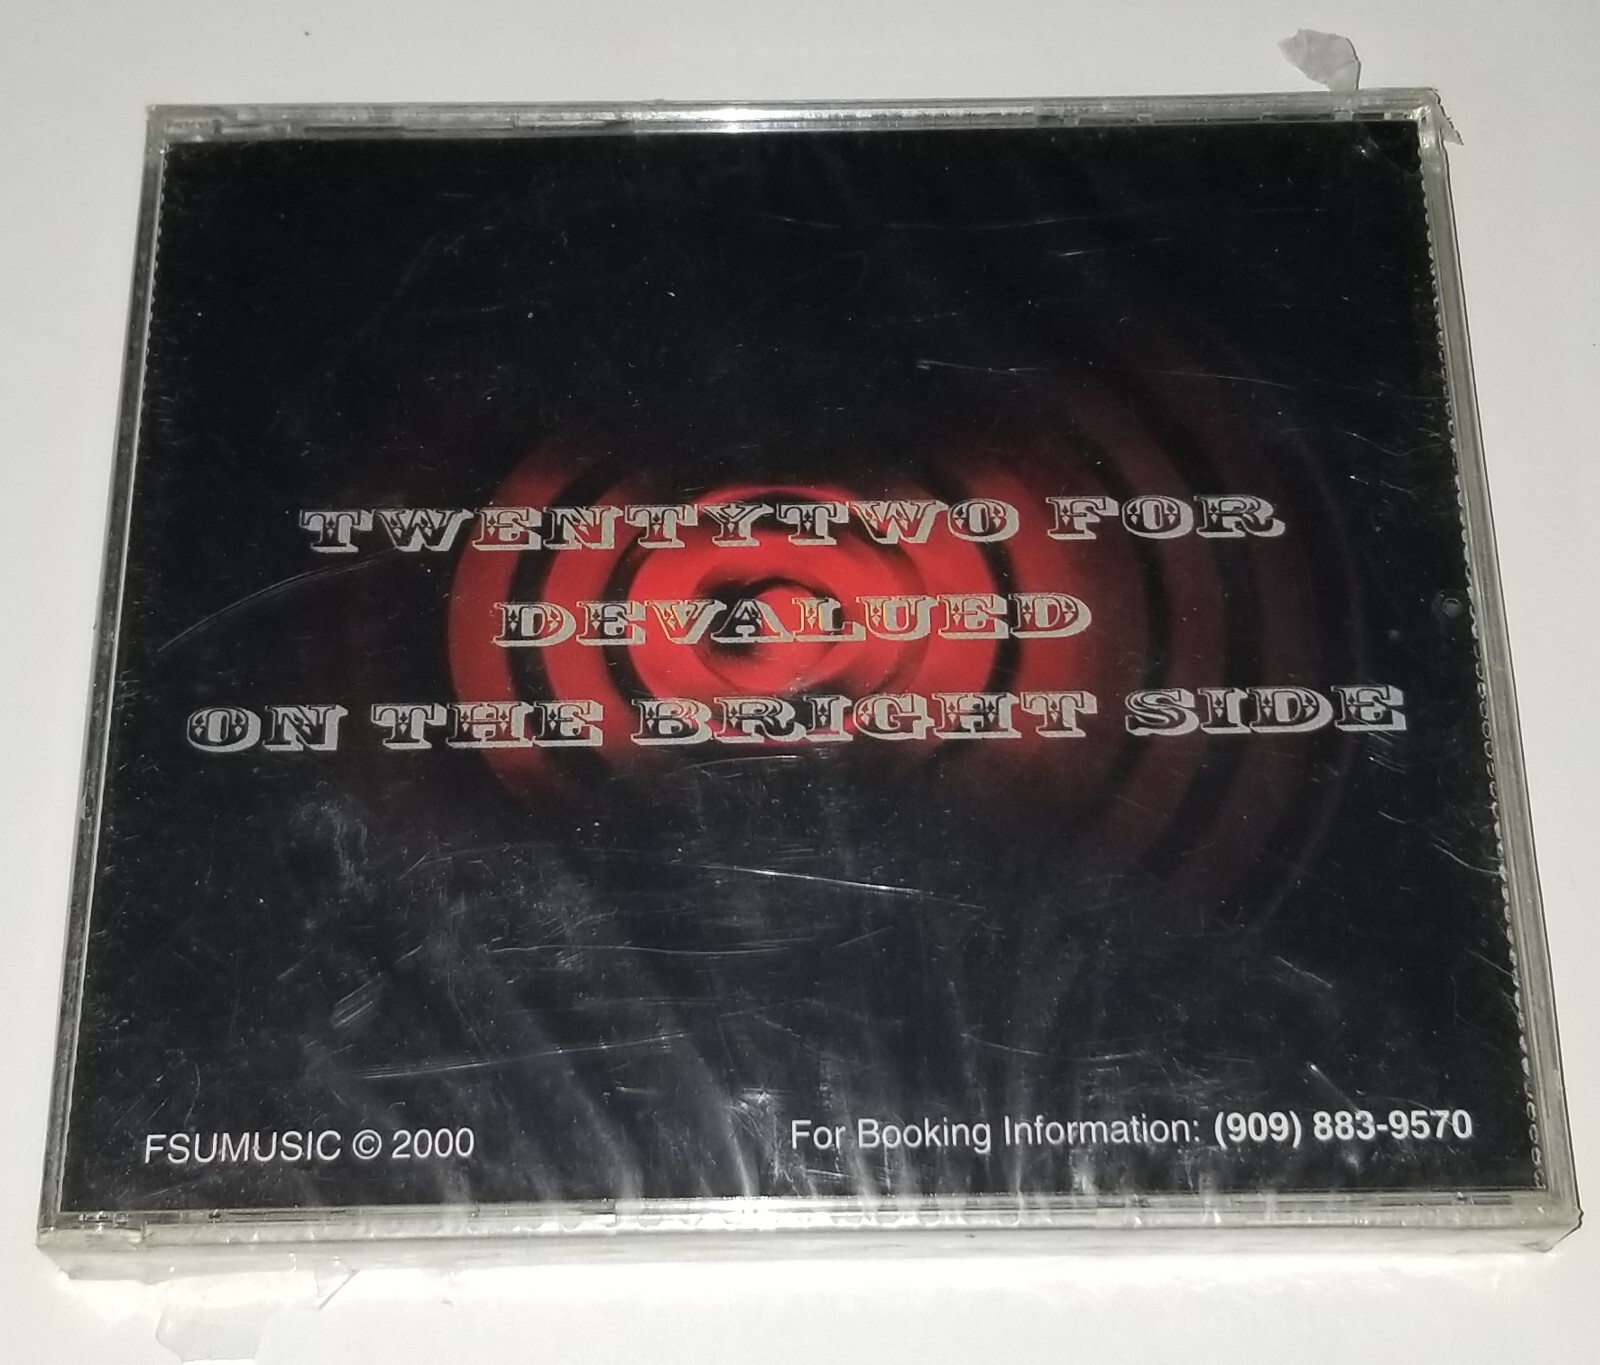 TWENTYTWO FOR
DEVALUED
ON THE BRIGHT SIDE
FSUMUSIC © 2000
For Booking Information: (909) 883-9570